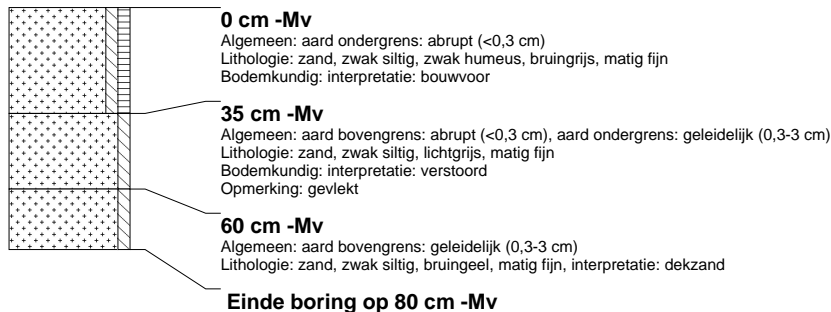 0 cm -Mv
Algemeen: aard ondergrens: abrupt (<0,3 cm)
Lithologie: zand, zwak siltig, zwak humeus, bruingrijs, matig fijn
Bodemkundig: interpretatie: bouwvoor
35 cm -Mv
Algemeen: aard bovengrens: abrupt (<0,3 cm), aard ondergrens: geleidelijk (0,3-3 cm)
Lithologie: zand, zwak siltig, lichtgrijs, matig fijn
Bodemkundig: interpretatie: verstoord
Opmerking: gevlekt
60 cm -Mv
Algemeen: aard bovengrens: geleidelijk (0,3-3 cm)
Lithologie: zand, zwak siltig, bruingeel, matig fijn, interpretatie: dekzand
Einde boring op 80 cm -Mv